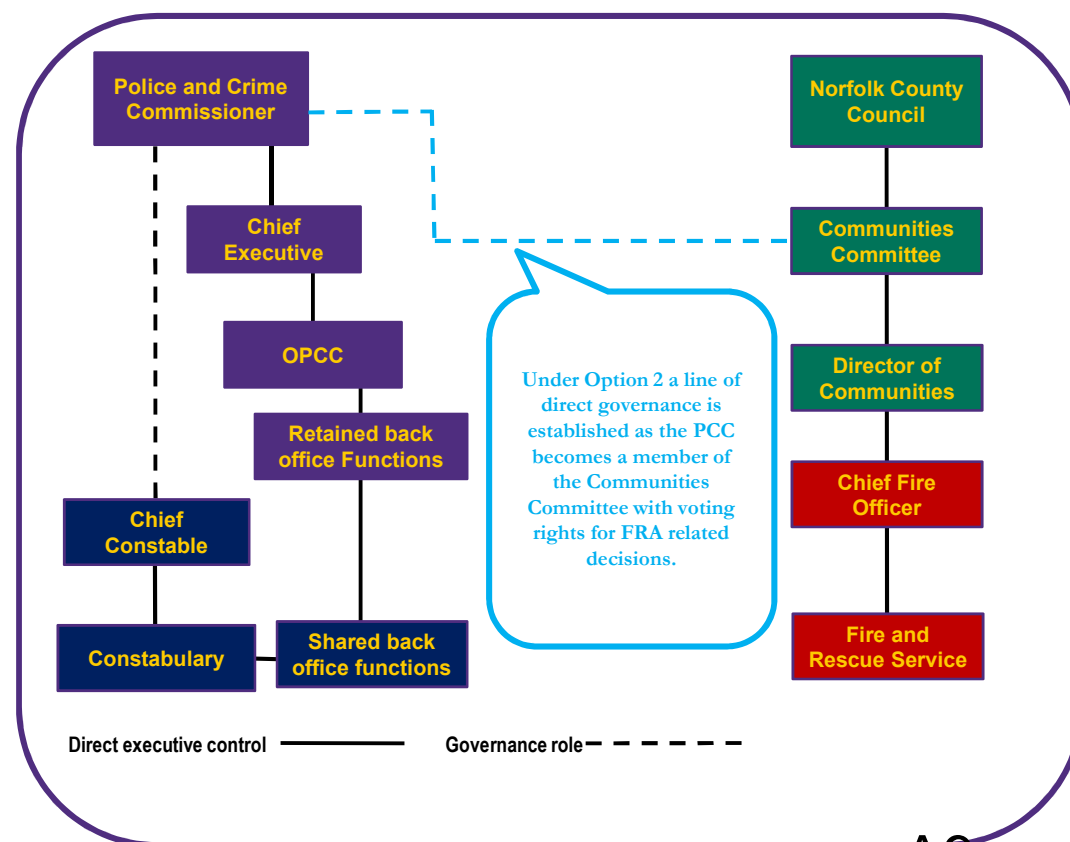 Police and Crime
Commissioner
Norfolk County
Council
Chief
Executive
Communities
Committee
OPCC
Under Option 2 a line of
direct governance is
established as the PCC
becomes a member of
the Communities
Committee with voting
rights for FRA related
decisions.
Director of
Communities
Retained back
office Functions
Chief Fire
Officer
Chief
Constable
Constabulary
Shared back
office functions
Fire and
Rescue Service
Direct executive control
Governance role